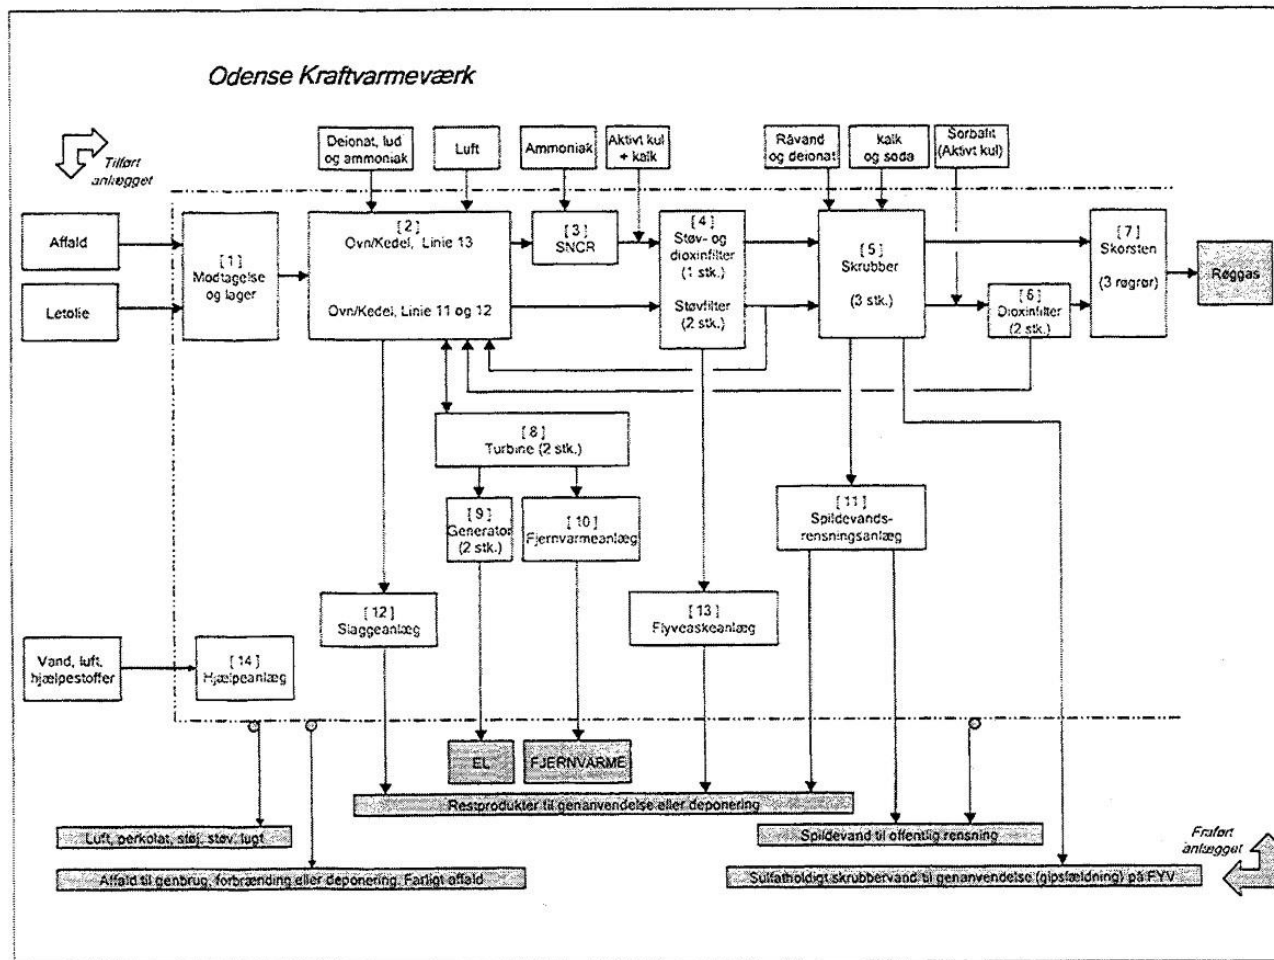 Odense Kraftvarmeværk
Tilført
anlægget
Deionat, lud
og ammoniak
Luft
Ammoniak
Aktivt kul
+ kalk
Råvand
og deionat
Kalk
og soda
Sorbalit
(Aktivt kul)
Affald
Letolie
[1]
Modtagelse
og lager
[2]
Ovn/Kedel, Linie 13
Ovn/Kedel, Linie 11 og 12
[3]
SNCR
[4]
Støv- og
dioxinfilter
(1 stk.)
Støvfilter
(2 stk.)
[5]
Skrubber
(3 stk.)
[6]
Dioxinfilter
(2 stk.)
[7]
Skorsten
(3 røgrør)
Røggas
[8]
Turbine (2 stk.)
[9]
Generator
(2 stk.)
[10]
Fjernvarmeanlæg
[11]
Spildevands-
rensningsanlæg
[12]
Slaggeanlæg
[13]
Flyveaskeanlæg
Vand, luft,
hjælpestoffer
[14]
Hjælpeanlæg
EL
FJERNVARME
Restprodukter til genanvendelse eller deponering
Luft, perkolat, støj, støv, lugt
Spildevand til offentlig rensning
Fraført
anlægget
Affald til genbrug, forbrænding eller deponering. Farligt affald
Sulfatholdigt skrubbervand til genanvendelse (gipsfældning) på FYV